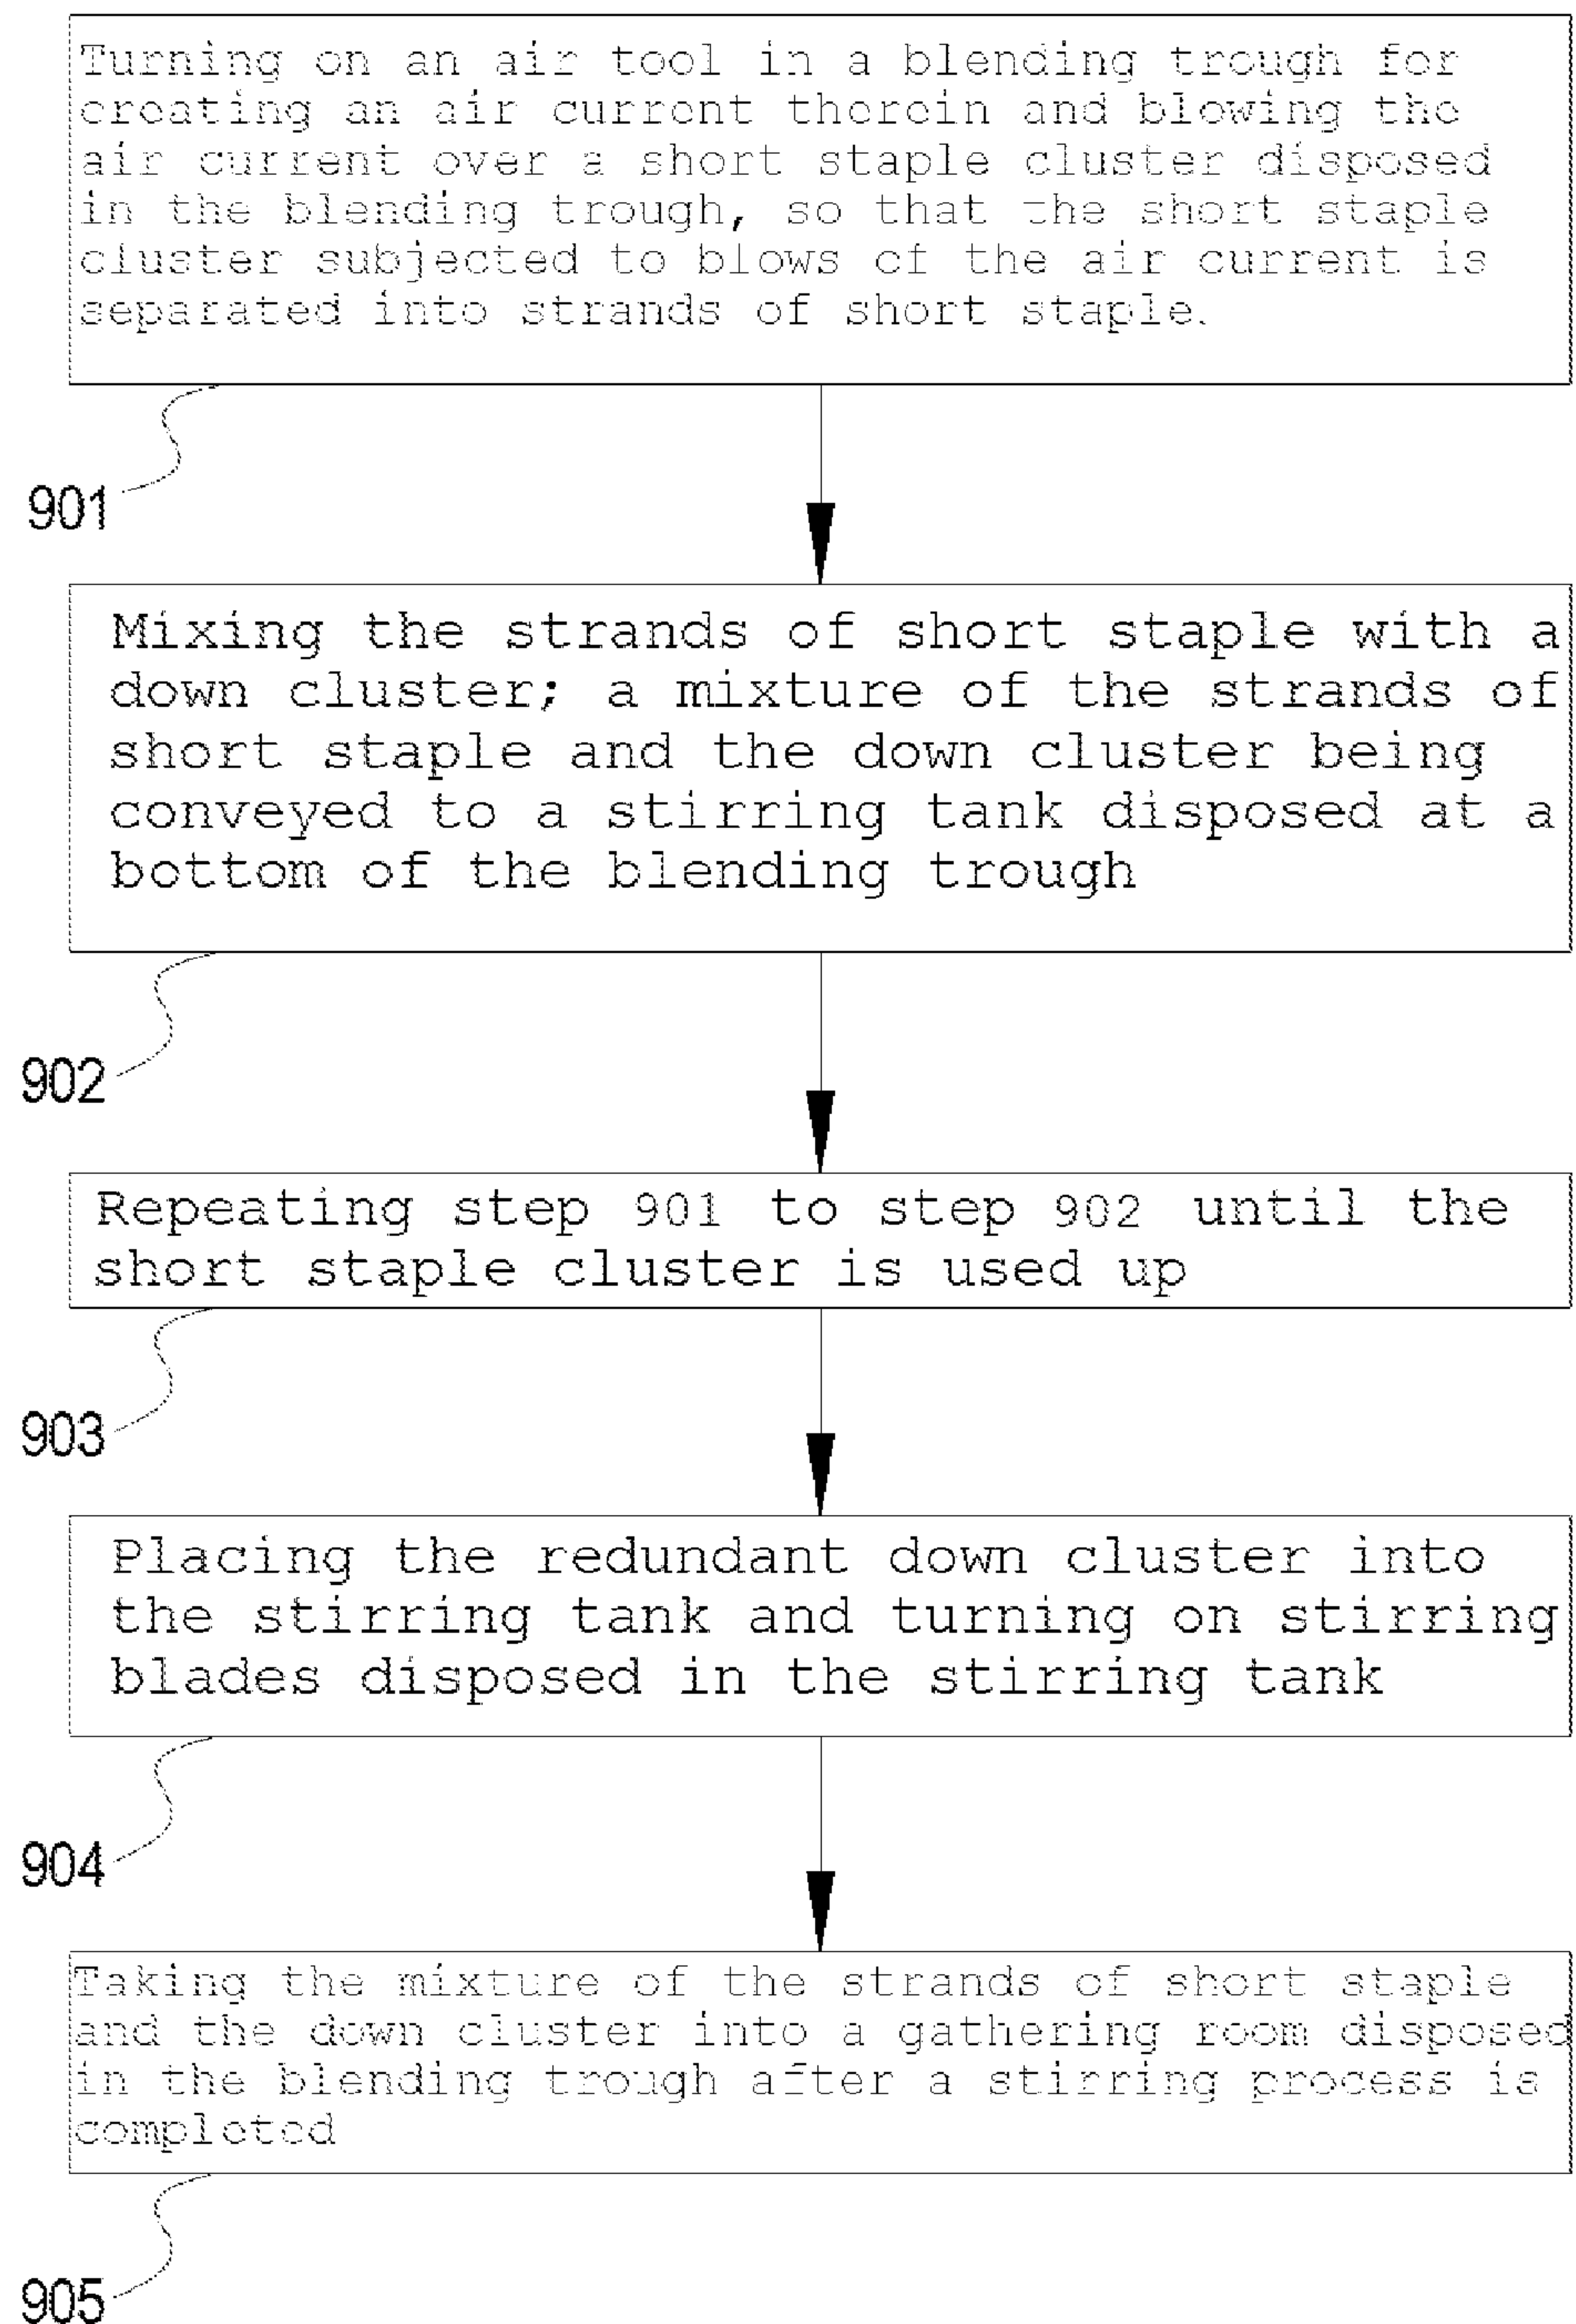 Turning on an air tool in a blending trough for
creating an air current therein and blowing the
air current over a short staple cluster disposed
in the blending trough, so that the short staple
cluster subjected to blows of the air current is
separated into strands of short staple.
901
Mixing the strands of short staple with a
down cluster; a mixture of the strands of
short staple and the down cluster being
conveyed to a stirring tank disposed at a
bottom of the blending trough
902
Repeating step 901 to step 902 until the
short staple cluster is used up
903
Placing the redundant down cluster into
the stirring tank and turning on stirring
blades disposed in the stirring tank
904
Taking the mixture of the strands of short staple
and the down cluster into a gathering room disposed
in the blending trough after a stirring process is
completed
905